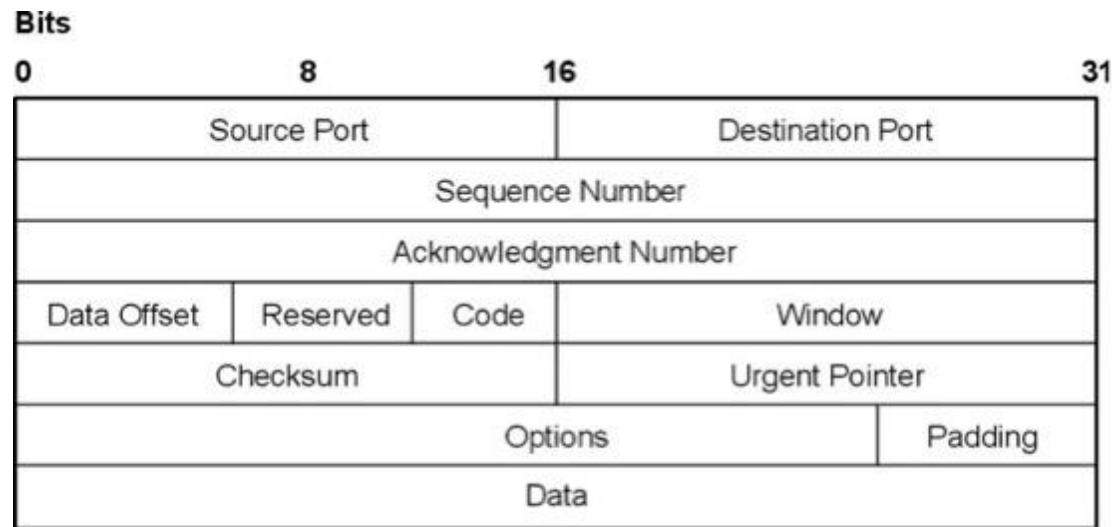 Bits
0 8 16 31
Source Port Destination Port
Sequence Number
Acknowledgment Number
Data Offset Reserved Code Window
Checksum Urgent Pointer
Options Padding
Data